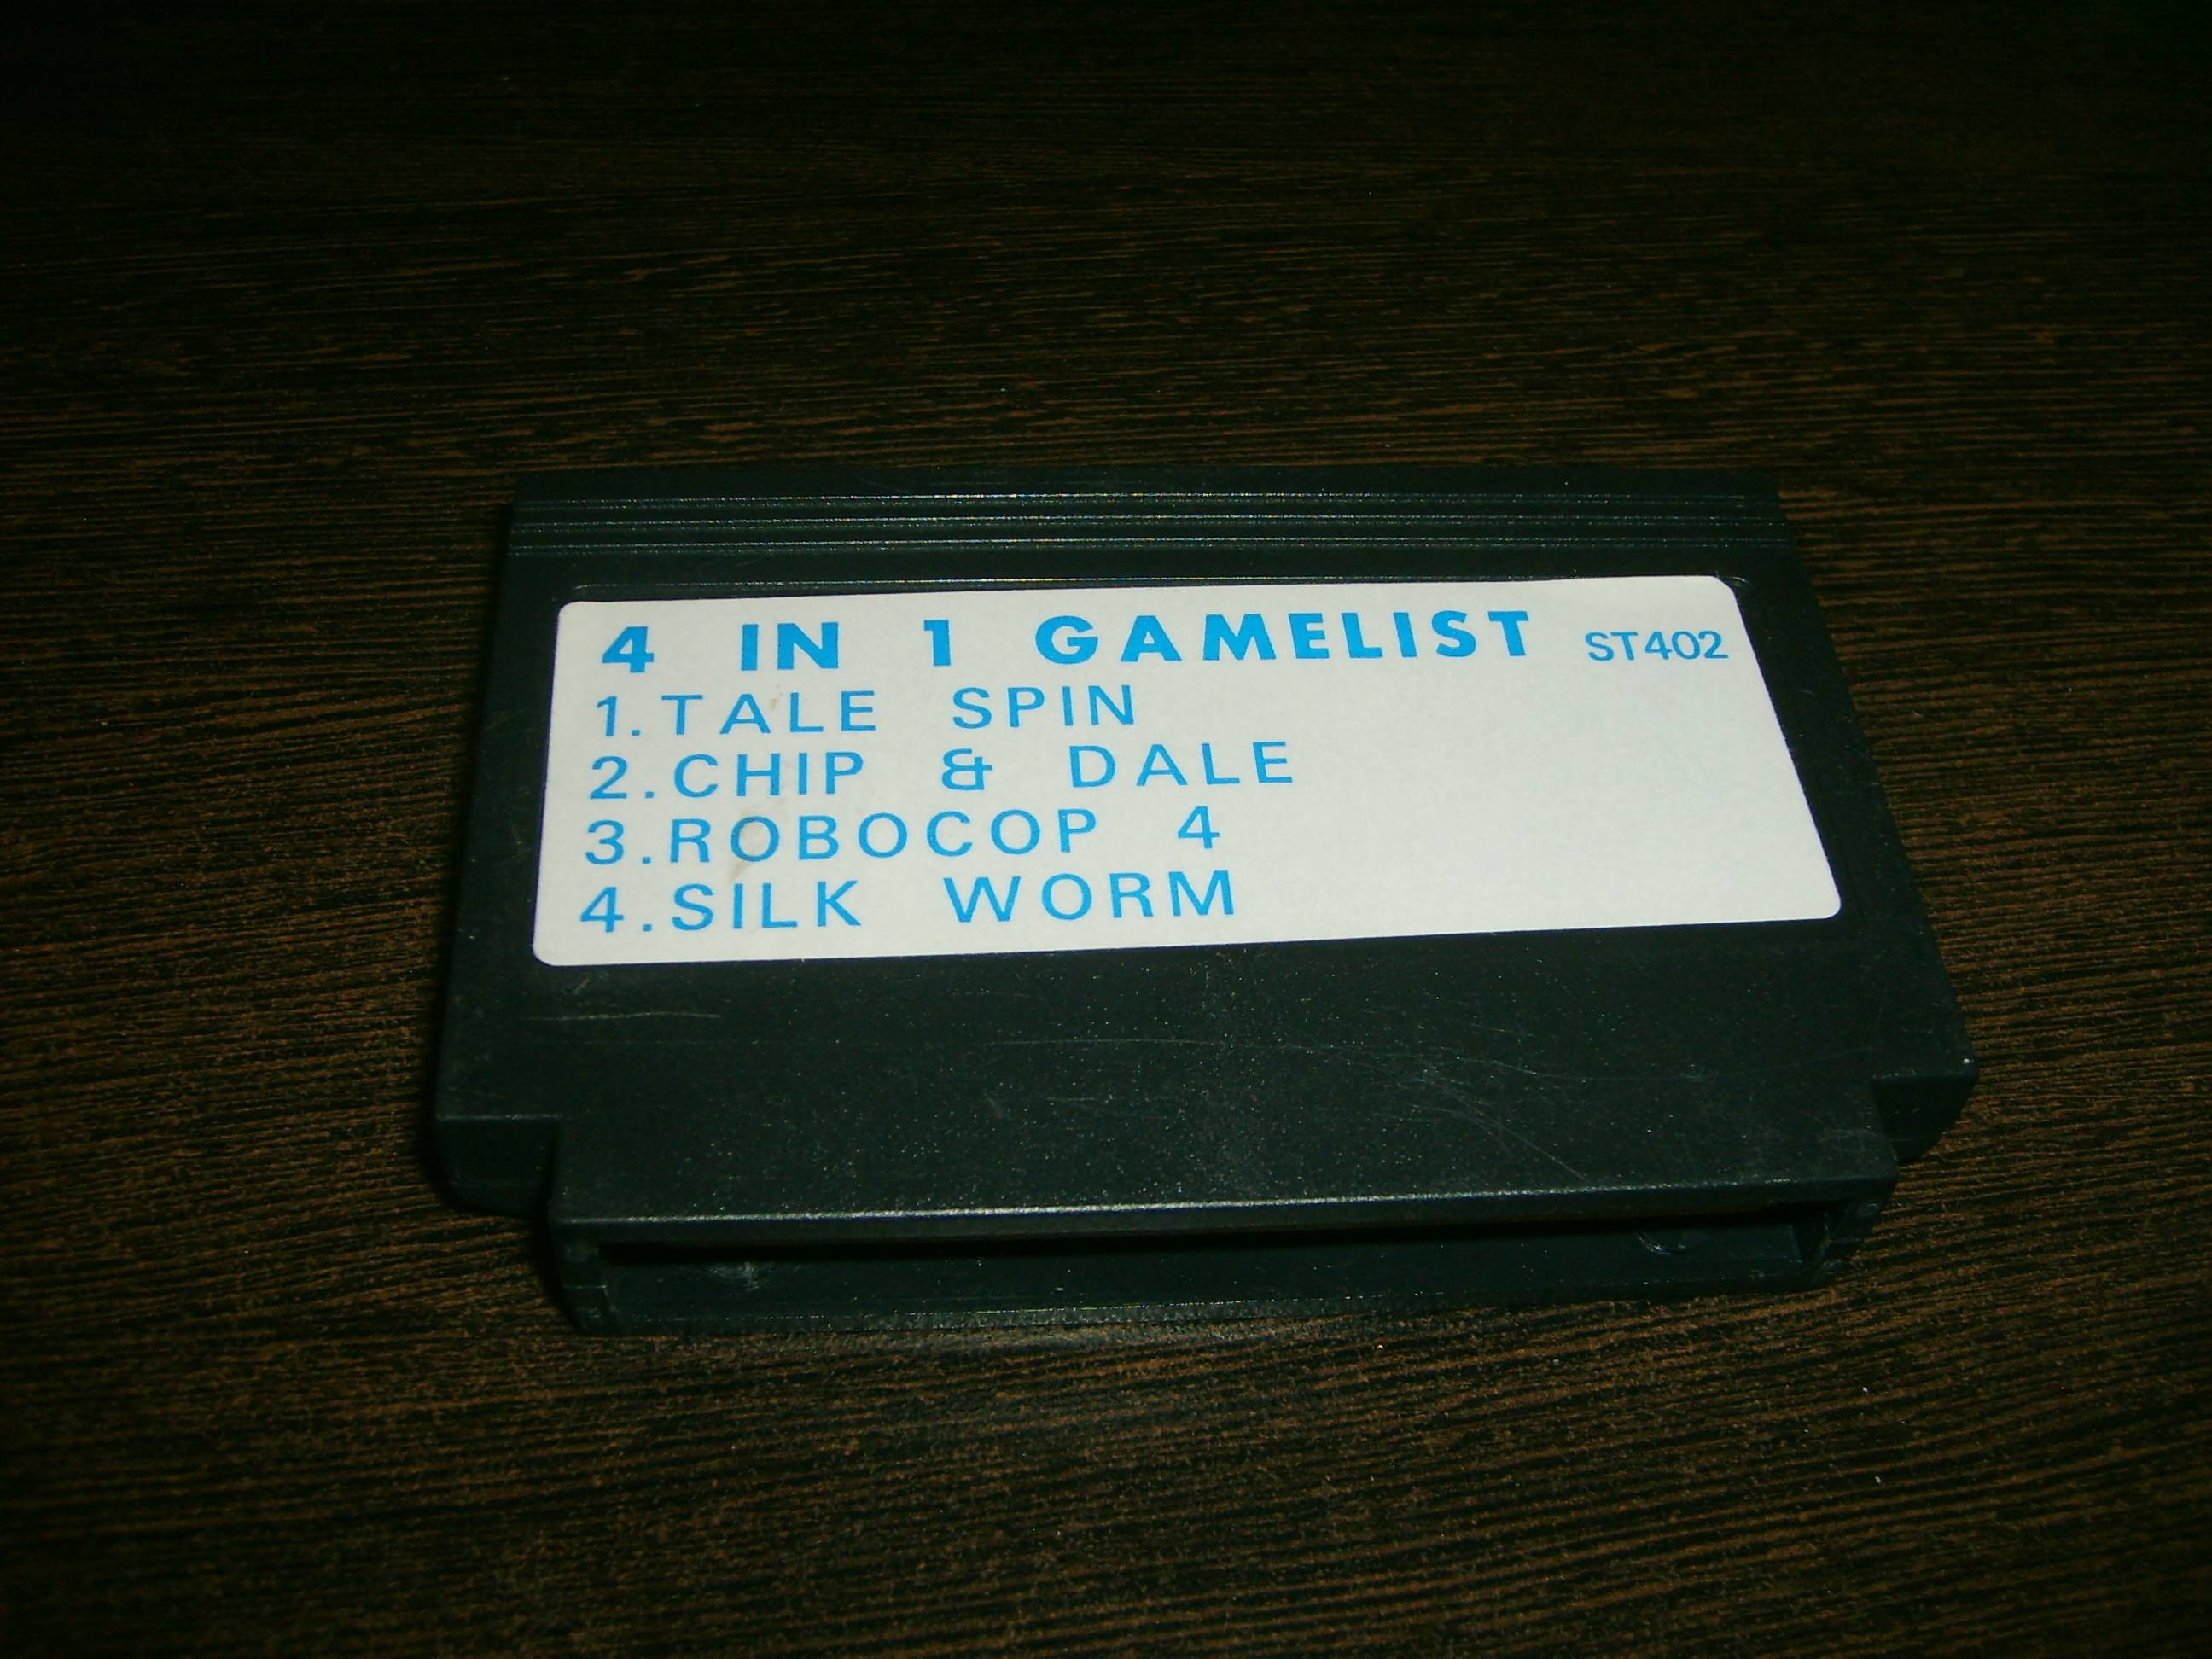 4 IN 1 GAMELIST ST402
1.TALE SPIN
2.CHIP & DALE
3.ROBOCOP 4
4.SILK WORM